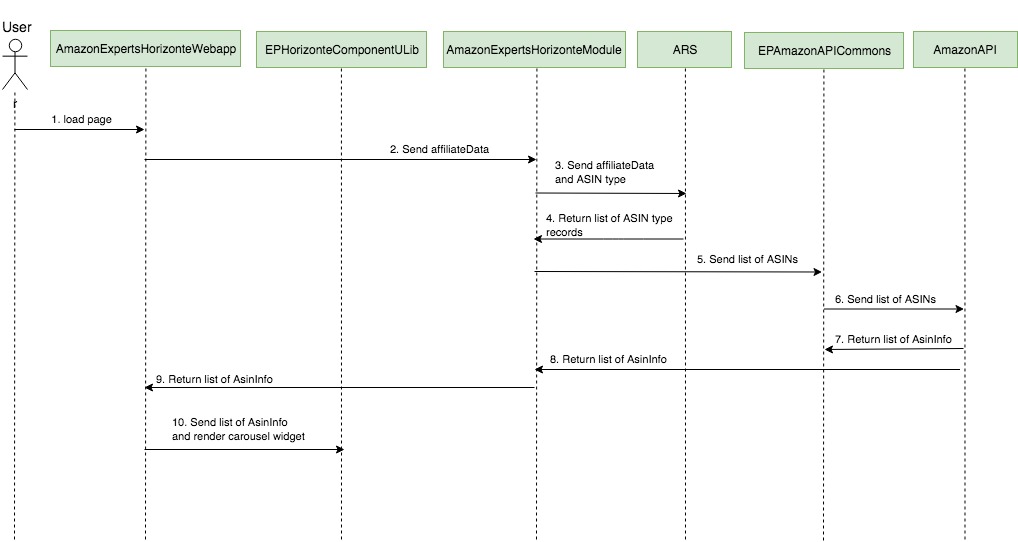 User
AmazonExpertsHorizonteWebapp
EPHorizonteComponentULib
AmazonExpertsHorizonteModule
ARS
EPAmazonAPICommons
AmazonAPI
r
1. load page
2. Send affiliateData
3. Send affiliateData
and ASIN type
4. Return list of ASIN type
records
5. Send list of ASINs
6. Send list of ASINs
7. Return list of AsinInfo
8. Return list of AsinInfo
9. Return list of AsinInfo
10. Send list of AsinInfo
and render carousel widget